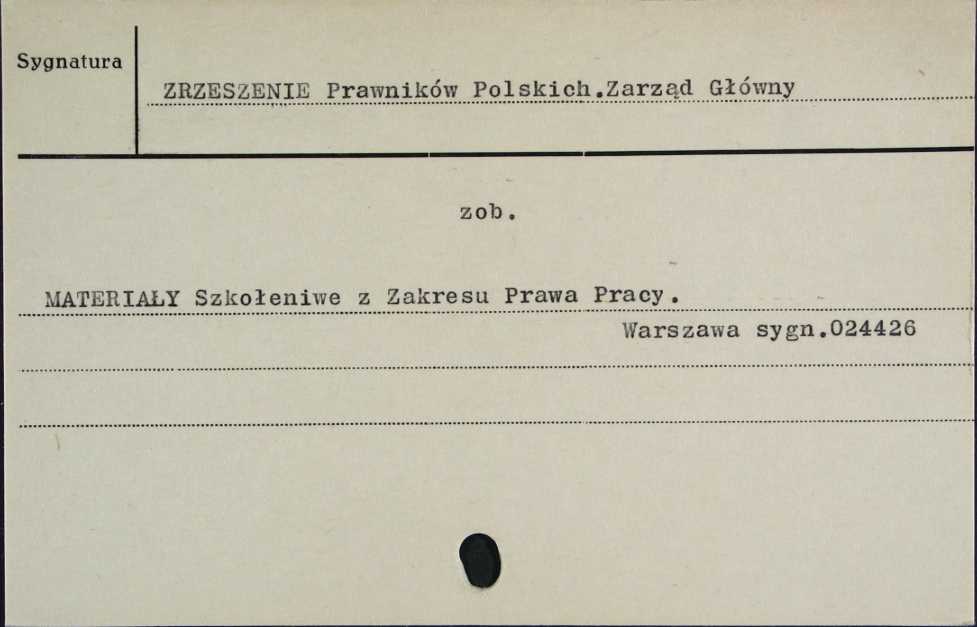 Sygnatura
ZRZESZENIE Prawników Polskich.Zarząd Główny
zob.
MATERIAŁY Szkołeniwe z Zakresu Prawa Pracy.
Warszawa sygn.024426